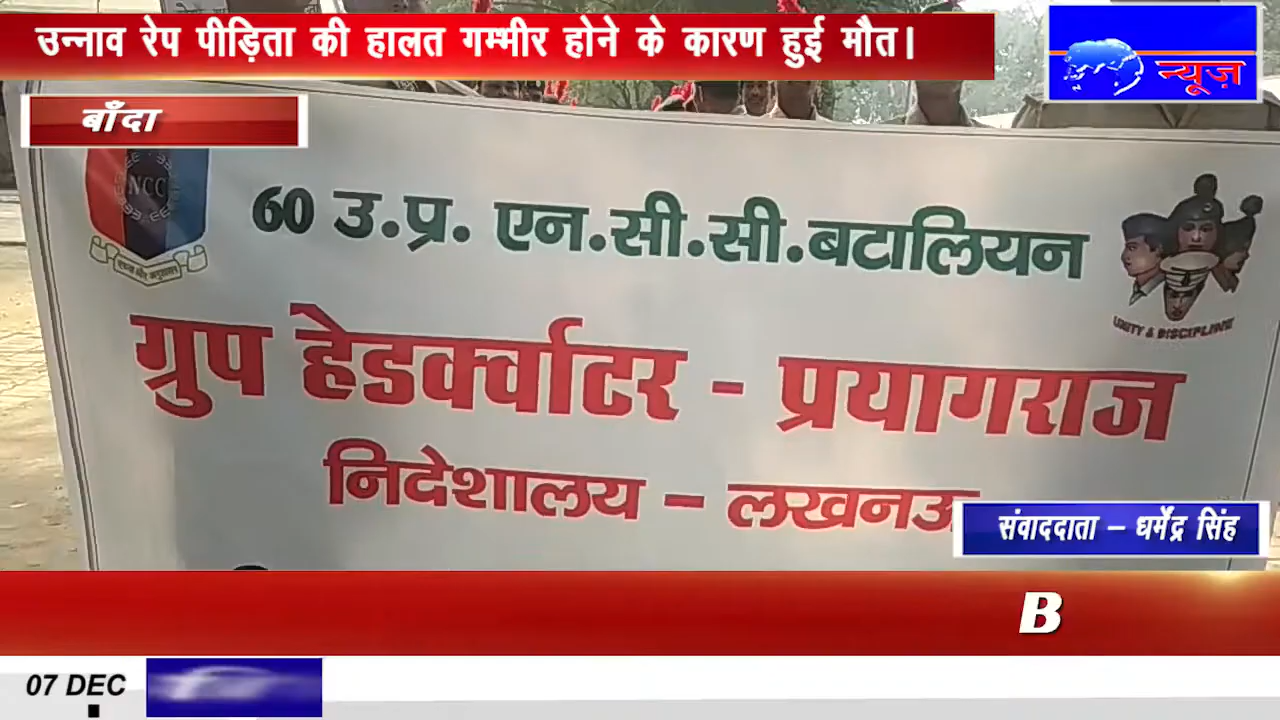 उन्नाव रेप पीड़िता की हालत गम्भीर होने के कारण हुई मौत।
न्यूज़
बाँदा
NCC
60 उ.प्र. एन.सी.सी.बटालियन
UNITY & DISCIPLINE
ग्रुप हेडर्क्वाटर - प्रयागराज
निदेशालय - लखनऊ
संवाददाता - धर्मेंद्र सिंह
B
07 DEC